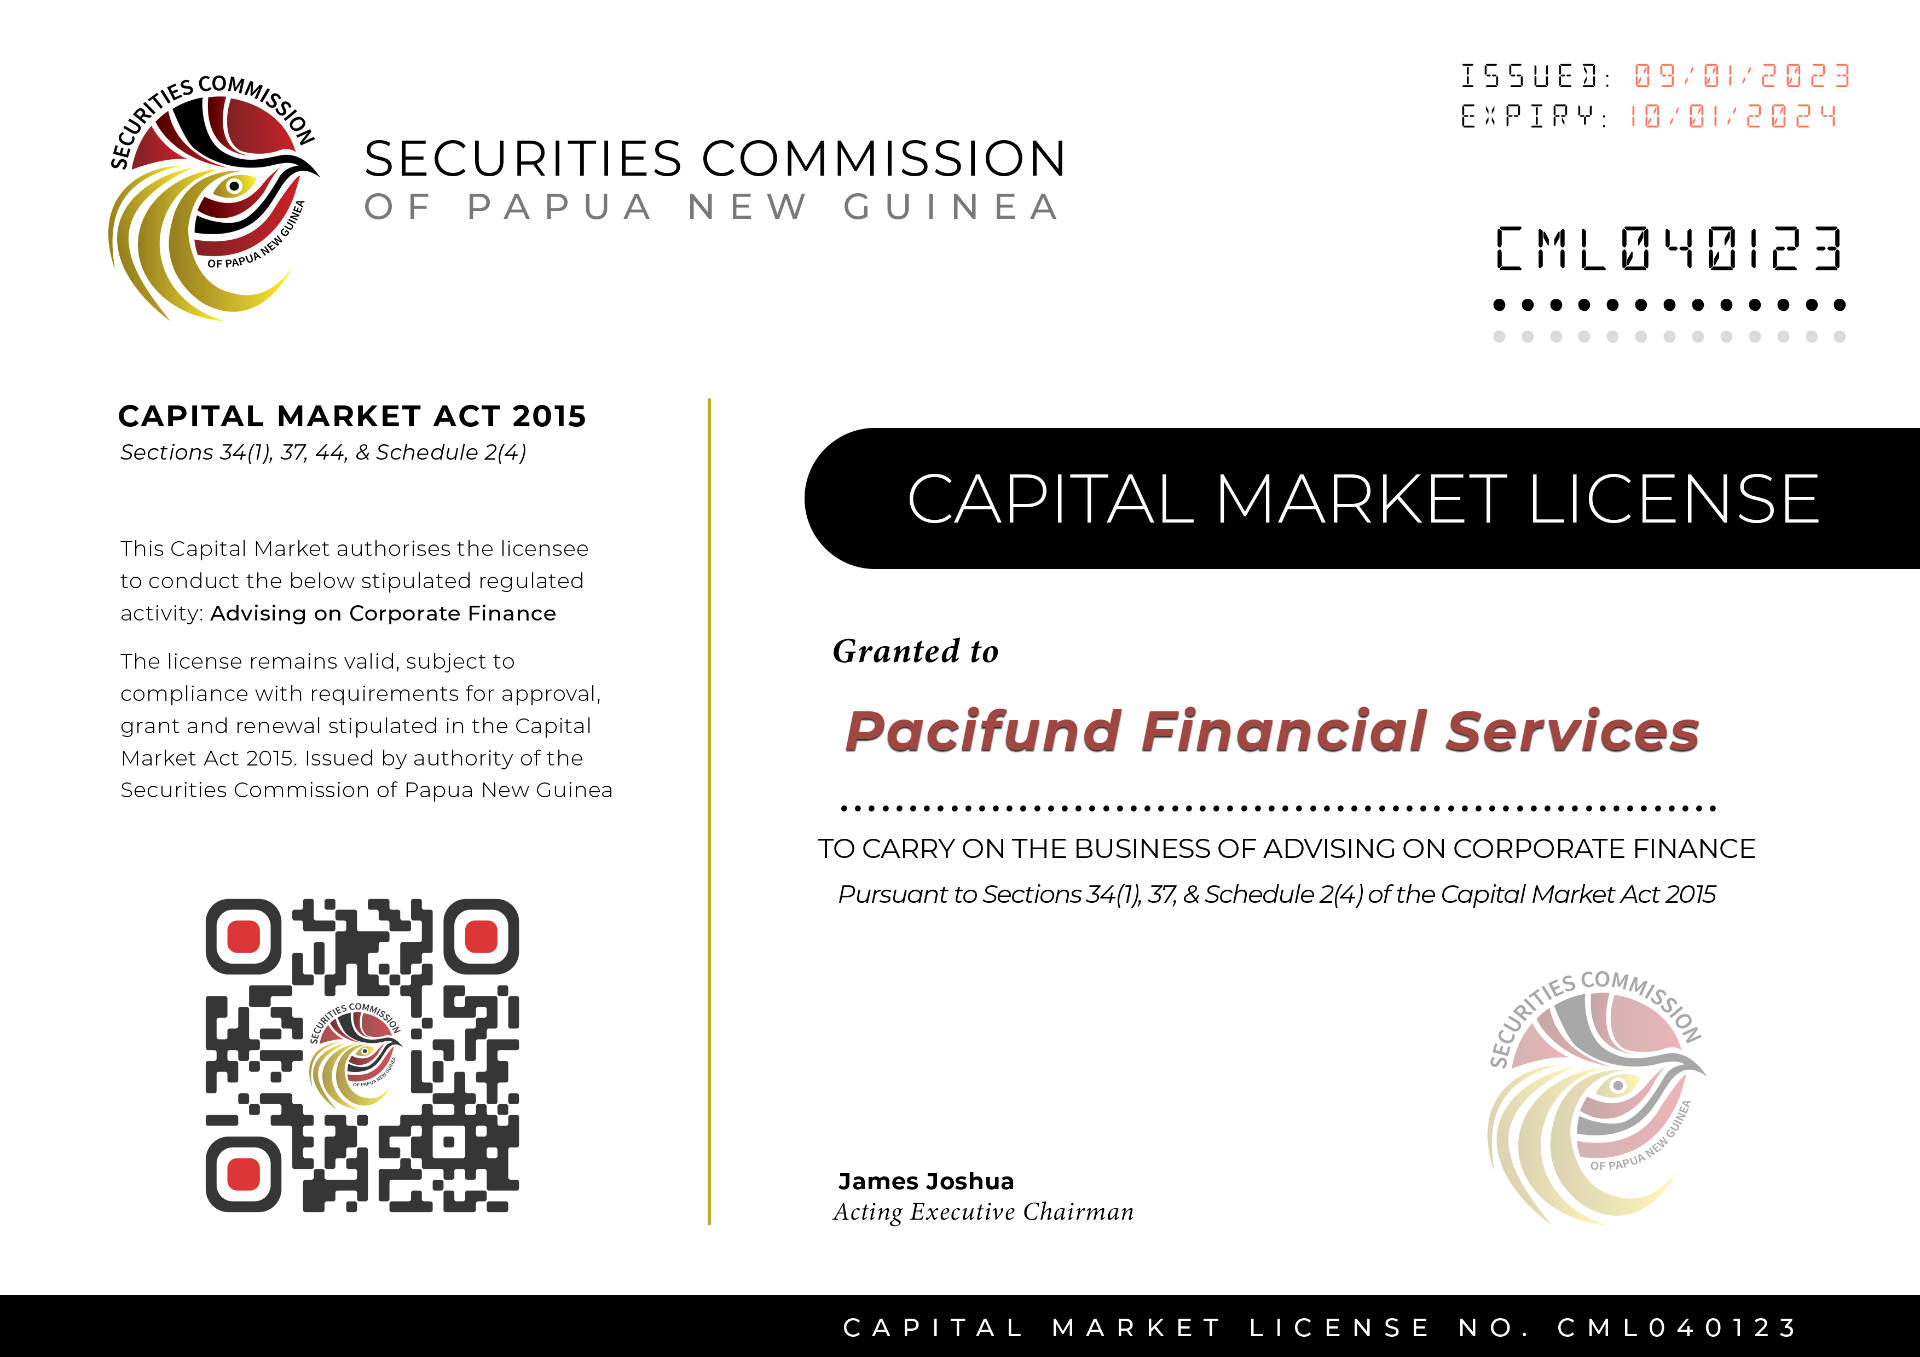 SECURITIES COMMISSION
OF PAPUA NEW GUINEA
SECURITIES COMMISSION
OF PAPUA NEW GUINEA
ISSUED: 09/01/2023
EXPIRY: 10/01/2024
CML040123
CAPITAL MARKET ACT 2015
Sections 34(1), 37, 44, & Schedule 2(4)
This Capital Market authorises the licensee
to conduct the below stipulated regulated
activity: Advising on Corporate Finance
The license remains valid, subject to
compliance with requirements for approval,
grant and renewal stipulated in the Capital
Market Act 2015. Issued by authority of the
Securities Commission of Papua New Guinea
SECURITIES COMMISSION
OF PAPUA NEW GUINEA
CAPITAL MARKET LICENSE
Granted to
Pacifund Financial Services
TO CARRY ON THE BUSINESS OF ADVISING ON CORPORATE FINANCE
Pursuant to Sections 34(1), 37, & Schedule 2(4) of the Capital Market Act 2015
SECURITIES COMMISSION
OF PAPUA NEW GUINEA
James Joshua
Acting Executive Chairman
CAPITAL MARKET LICENSE NO. CML040123